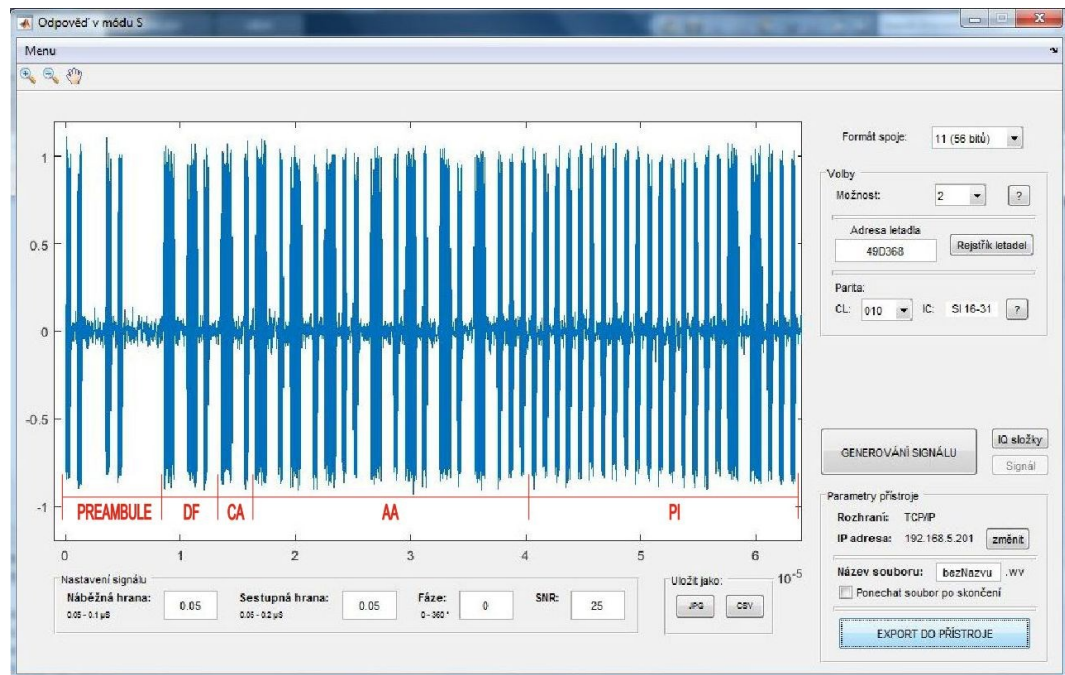 Odpověď v módu S
Menu
Formát spoje: 11 (56 bitů)
Volby
Možnost: 2 ?
Adresa letadla
49D368 Rejstřík letadel
Parita:
CL: 010 IC: SI 16-31 ?
1
0.5
0
-0.5
-1
PREAMBULE DF CA AA PI
0 1 2 3 4 5 6
10-5
GENEROVÁNÍ SIGNÁLU
IQ složky
Signál
Nastavení signálu
Náběžná hrana: 0.05
0.05 - 0.1 μS
Sestupná hrana: 0.05
0.05 - 0.2 μS
Fáze: 0
0 - 360 °
SNR: 25
Uložit jako:
JPG CSV
Parametry přístroje
Rozhraní: TCP/IP
IP adresa: 192.168.5.201 změnit
Název souboru: bezNazvu .wv
Ponechat soubor po skončení
EXPORT DO PŘÍSTROJE